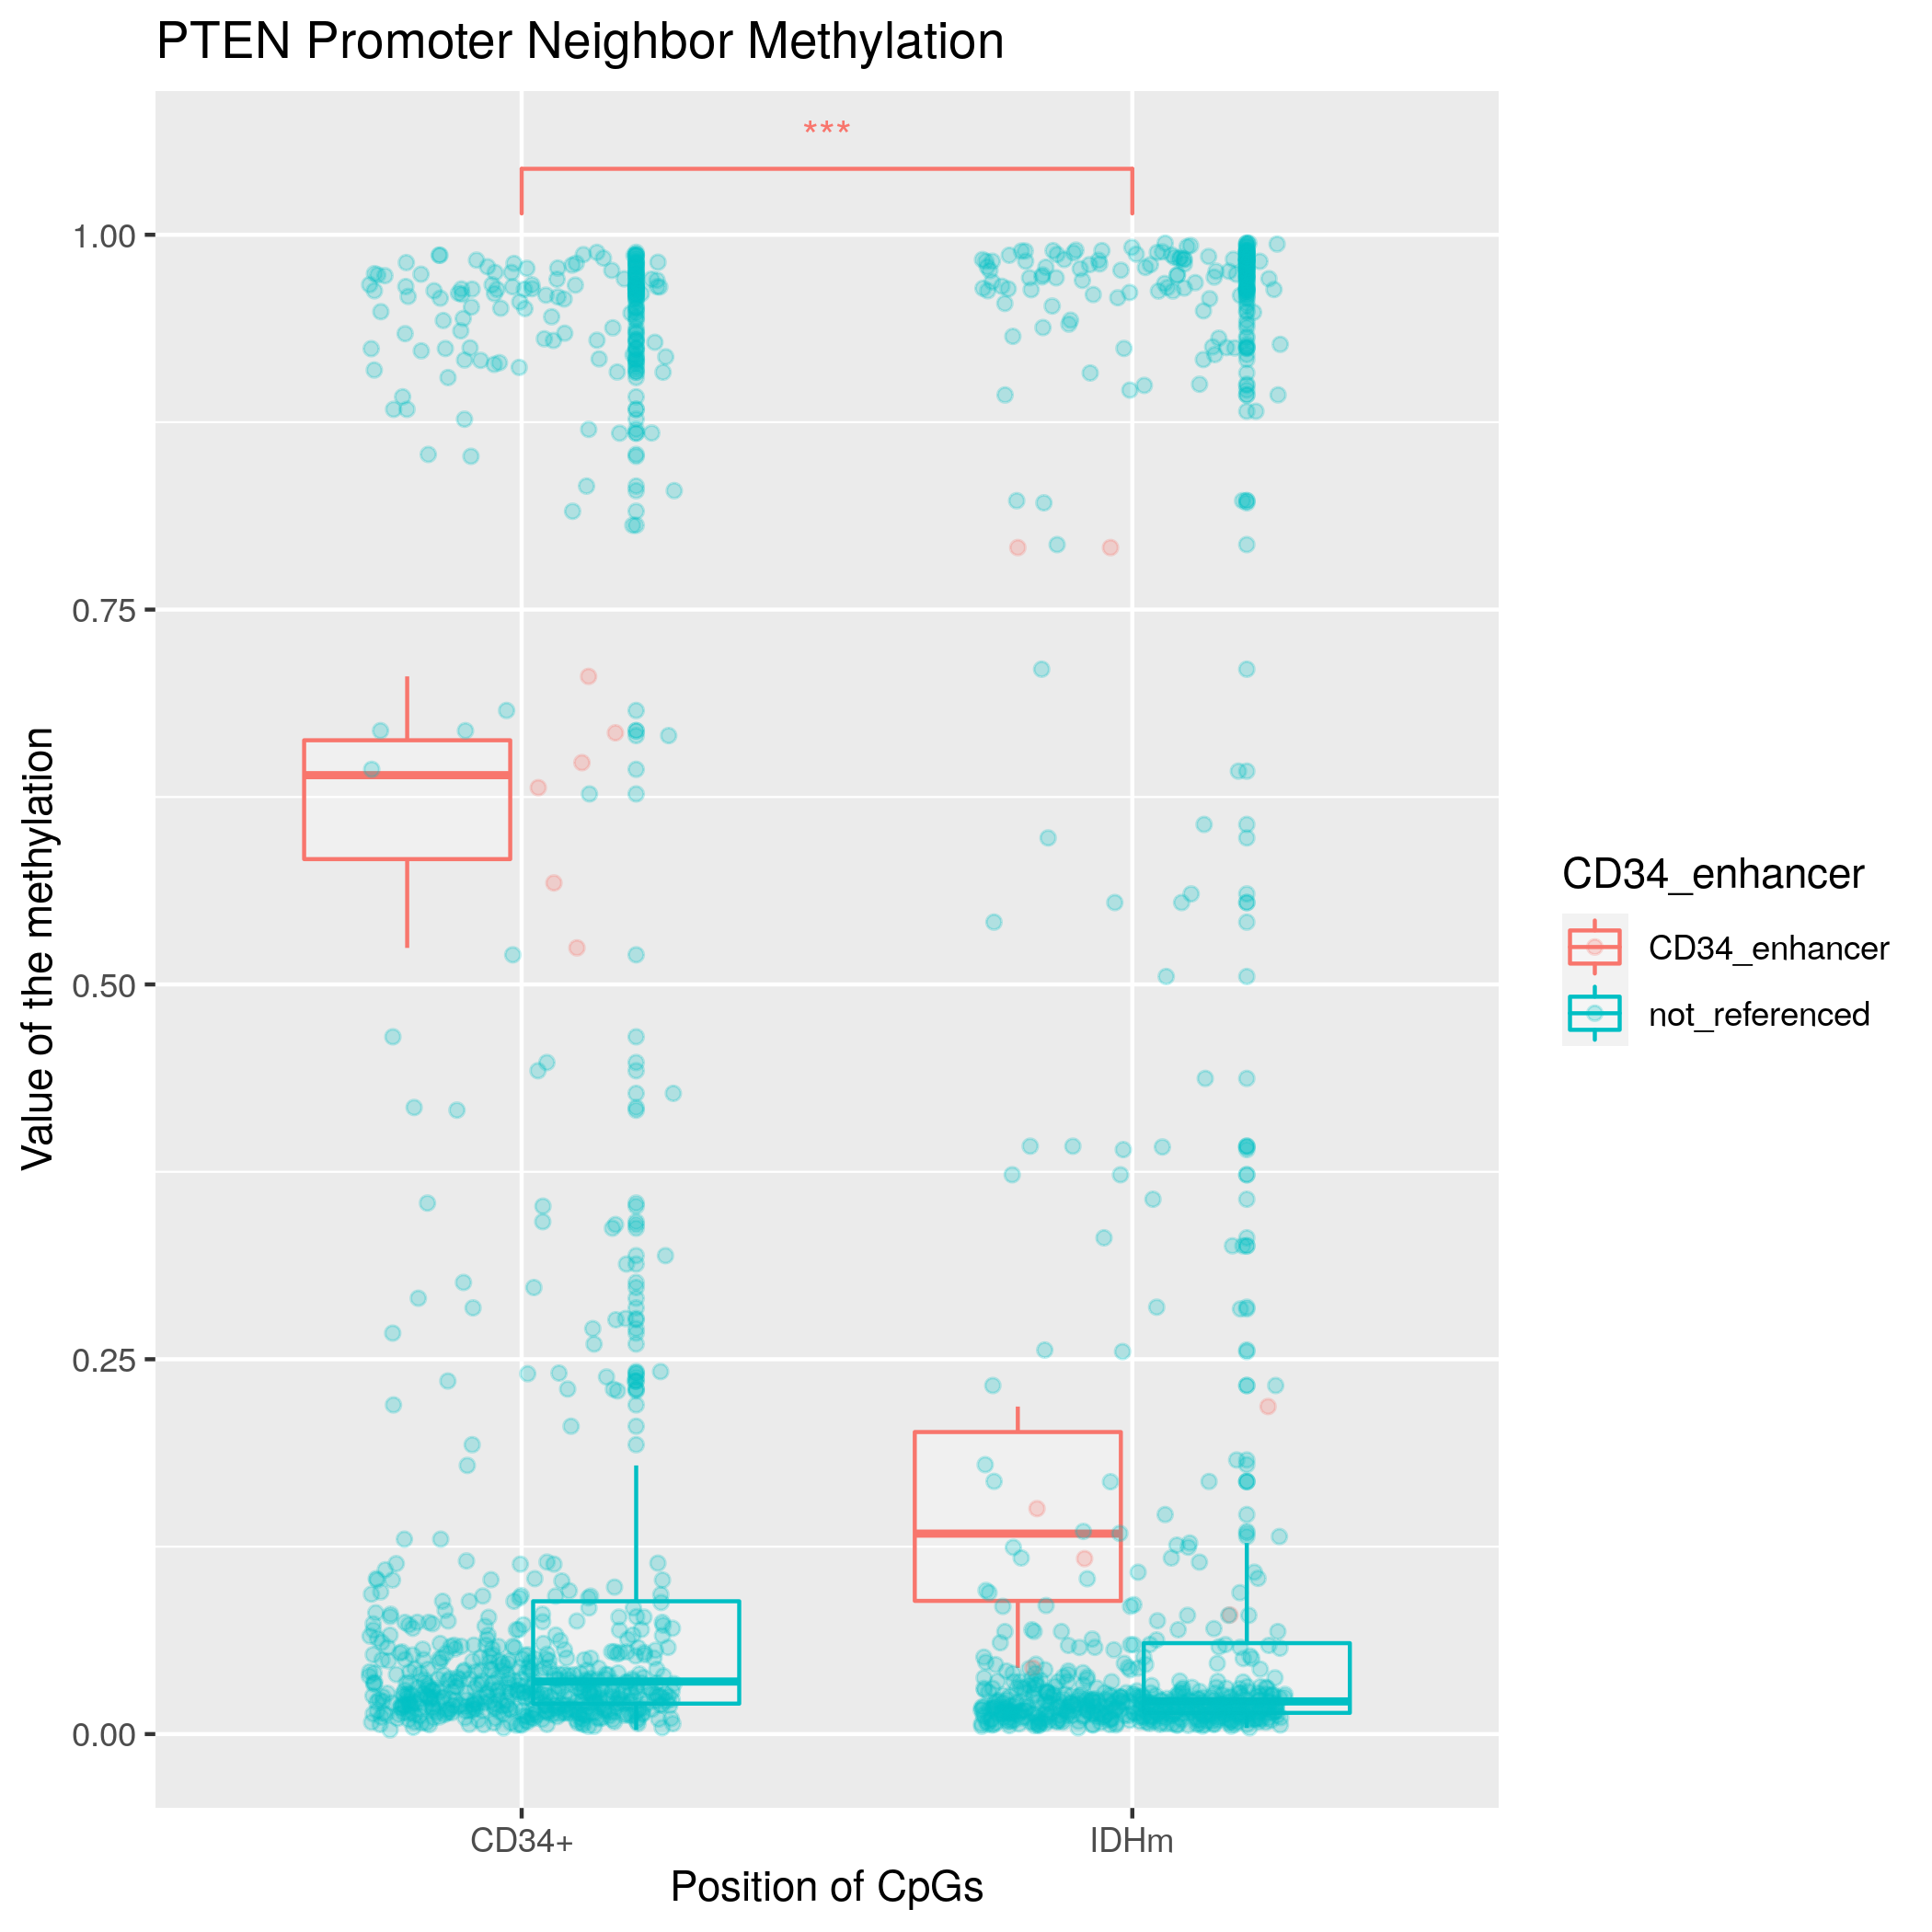 PTEN Promoter Neighbor Methylation
***
1.00
0.75
0.50
0.25
0.00
Value of the methylation
CD34+
IDHm
Position of CpGs
CD34_enhancer
CD34_enhancer
not_referenced